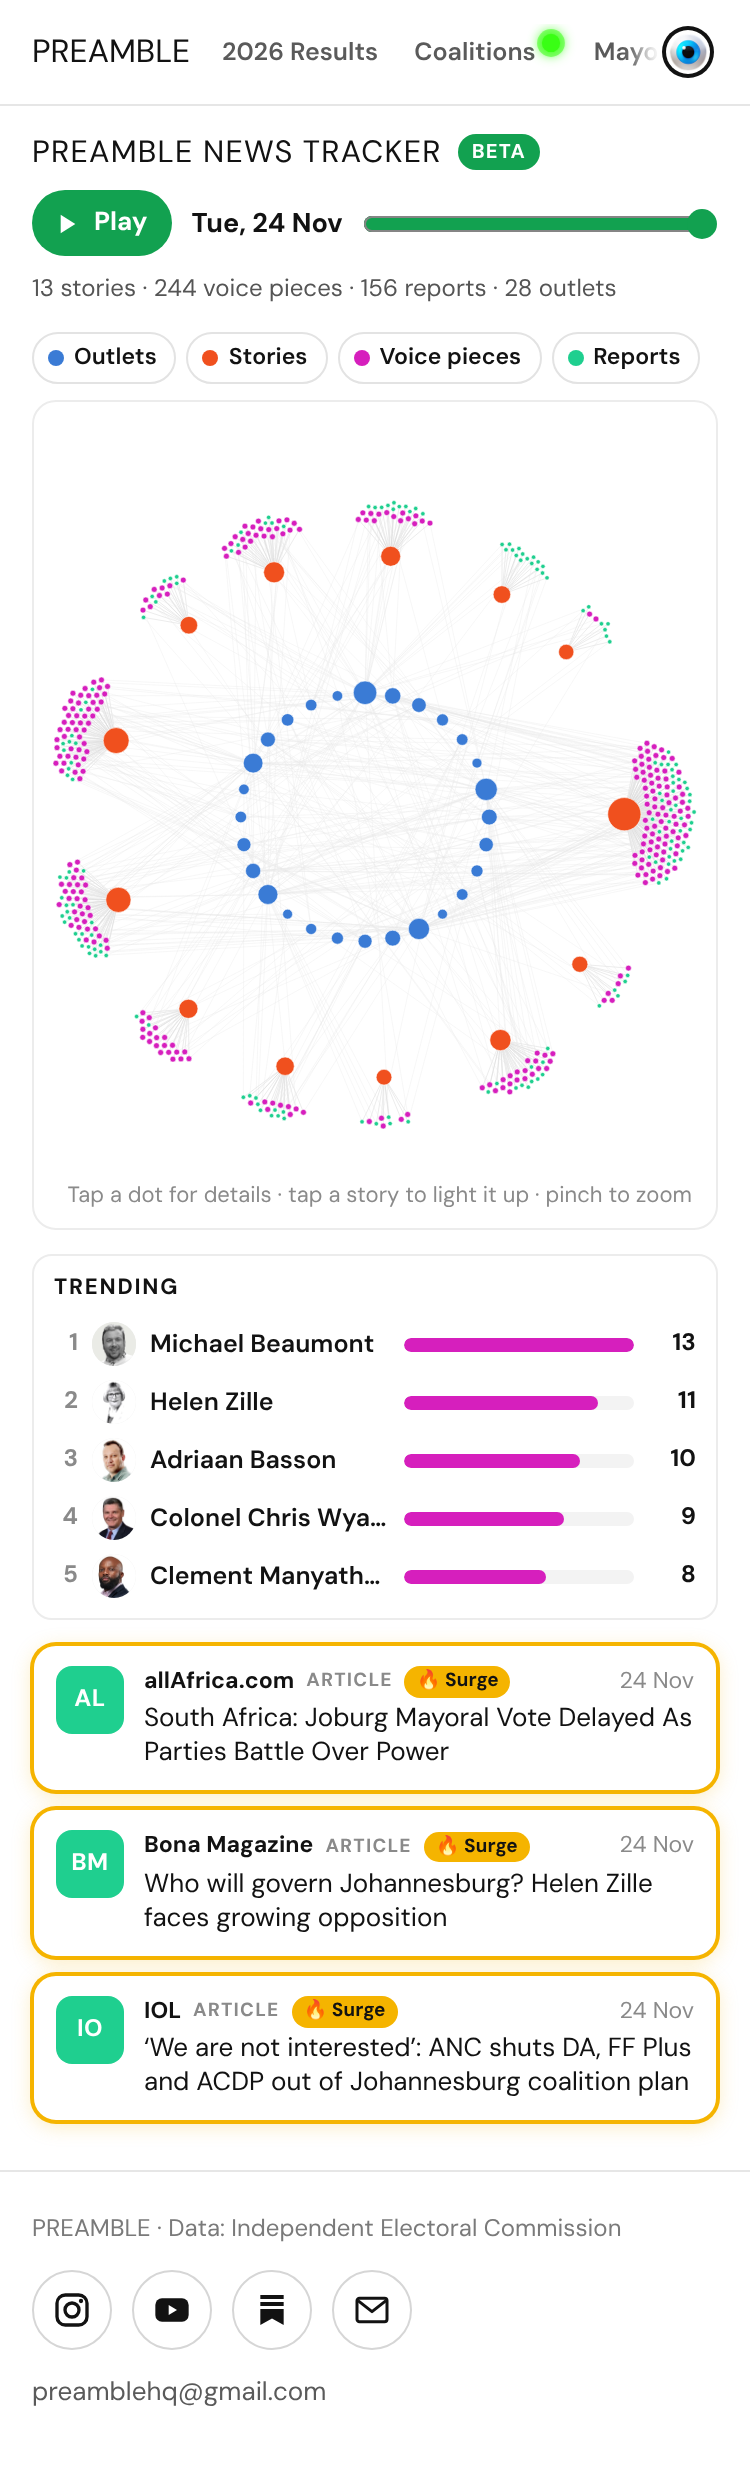 PREAMBLE 2026 Results Coalitions Mayo
PREAMBLE NEWS TRACKER BETA
Play Tue, 24 Nov
13 stories · 244 voice pieces · 156 reports · 28 outlets
Outlets Stories Voice pieces Reports
Tap a dot for details · tap a story to light it up · pinch to zoom
TRENDING
1 Michael Beaumont 13
2 Helen Zille 11
3 Adriaan Basson 10
4 Colonel Chris Wya... 9
5 Clement Manyath... 8
AL allAfrica.com ARTICLE 🔥 Surge 24 Nov
South Africa: Joburg Mayoral Vote Delayed As
Parties Battle Over Power
BM Bona Magazine ARTICLE 🔥 Surge 24 Nov
Who will govern Johannesburg? Helen Zille
faces growing opposition
IO IOL ARTICLE 🔥 Surge 24 Nov
‘We are not interested’: ANC shuts DA, FF Plus
and ACDP out of Johannesburg coalition plan
PREAMBLE · Data: Independent Electoral Commission
preamblehq@gmail.com